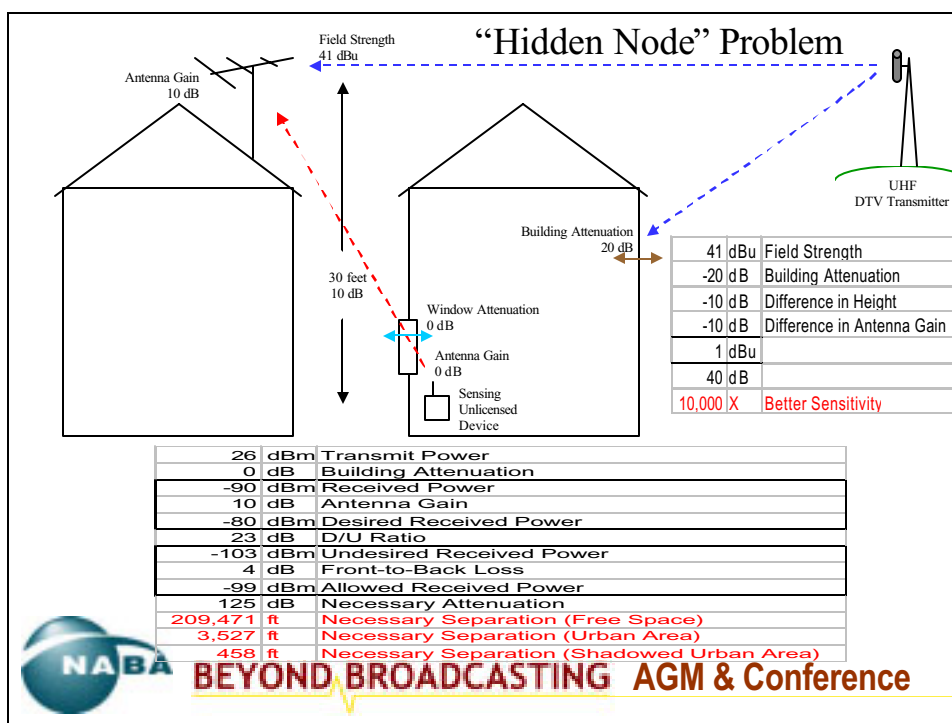 “Hidden Node” Problem
Field Strength
41 dBu
Antenna Gain
10 dB
UHF
DTV Transmitter
Building Attenuation
20 dB
30 feet
10 dB
Window Attenuation
0 dB
Antenna Gain
0 dB
Sensing
Unlicensed
Device
41 dBu Field Strength
-20 dB Building Attenuation
-10 dB Difference in Height
-10 dB Difference in Antenna Gain
1 dBu
40 dB
10,000 X Better Sensitivity
26 dBm Transmit Power
0 dB Building Attenuation
-90 dBm Received Power
10 dB Antenna Gain
-80 dBm Desired Received Power
23 dB D/U Ratio
-103 dBm Undesired Received Power
4 dB Front-to-Back Loss
-99 dBm Allowed Received Power
125 dB Necessary Attenuation
209,471 ft Necessary Separation (Free Space)
3,527 ft Necessary Separation (Urban Area)
458 ft Necessary Separation (Shadowed Urban Area)
NABA
BEYOND BROADCASTING AGM & Conference